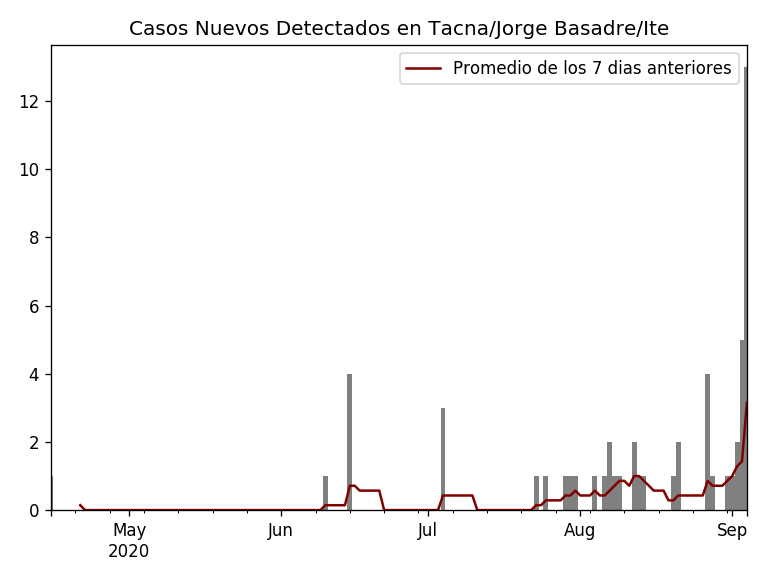 Casos Nuevos Detectados en Tacna/Jorge Basadre/Ite
Promedio de los 7 dias anteriores
12
10
8
6
4
2
0
May Jun Jul Aug Sep
2020